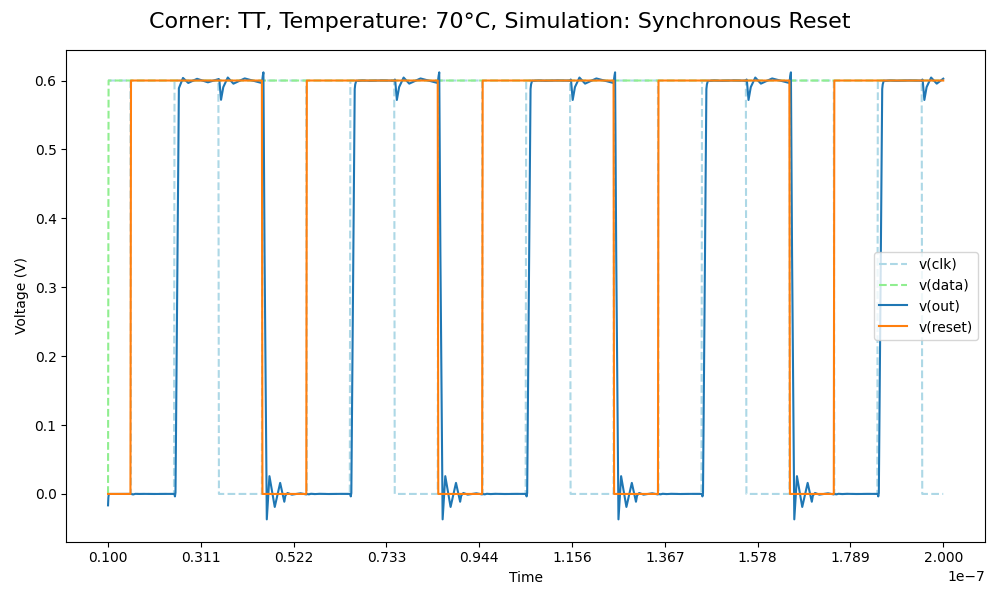 Corner: TT, Temperature: 70°C, Simulation: Synchronous Reset
Voltage (V)
0.6
0.5
0.4
0.3
0.2
0.1
0.0
v(clk)
v(data)
v(out)
v(reset)
0.100 0.311 0.522 0.733 0.944 1.156 1.367 1.578 1.789 2.000
Time
1e−7